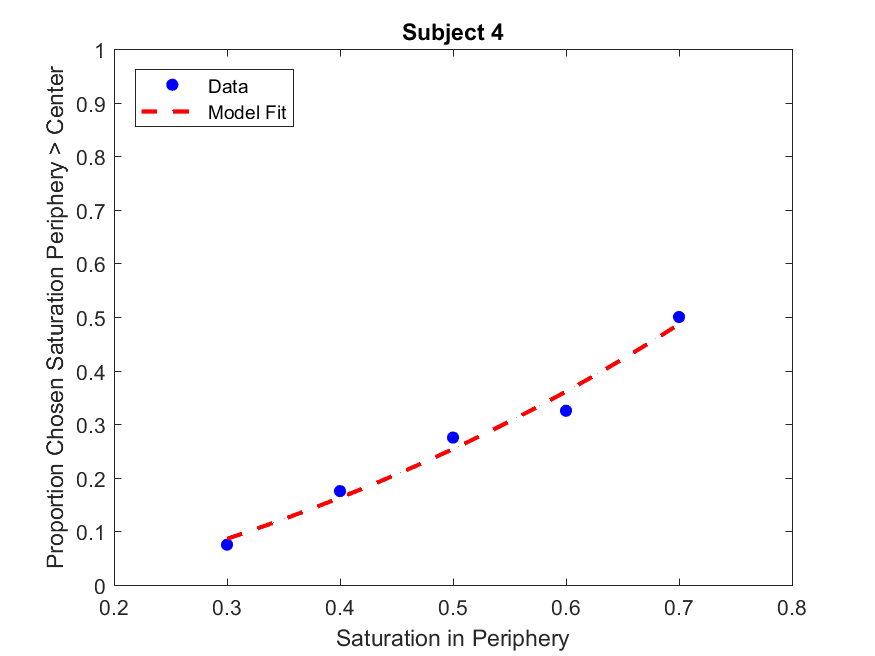 Subject 4
Data
Model Fit
Proportion Chosen Saturation Periphery > Center
1
0.9
0.8
0.7
0.6
0.5
0.4
0.3
0.2
0.1
0
0.2 0.3 0.4 0.5 0.6 0.7 0.8
Saturation in Periphery